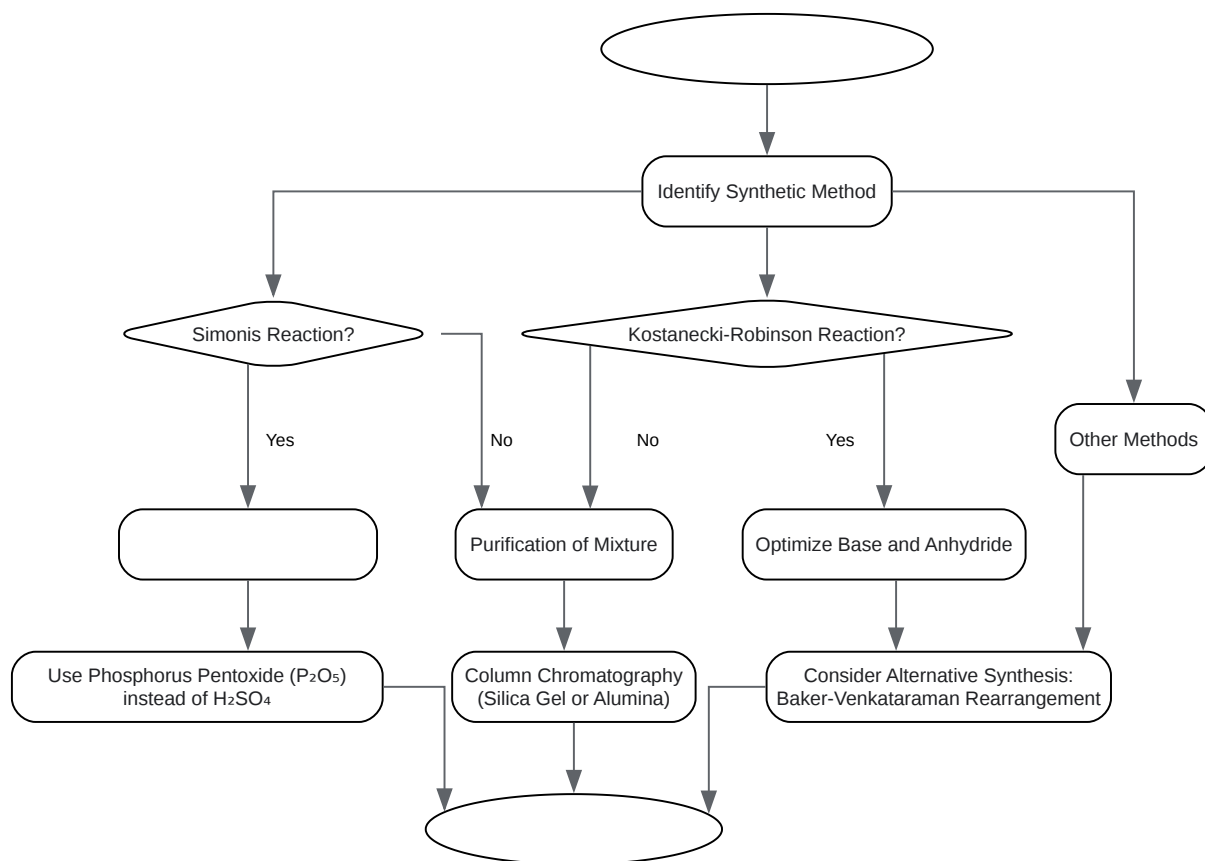 Identify Synthetic Method
Simonis Reaction?
Kostanecki-Robinson Reaction?
Yes
No
No
Yes
Other Methods
Purification of Mixture
Optimize Base and Anhydride
Use Phosphorus Pentoxide (P₂O₅)
instead of H₂SO₄
Column Chromatography
(Silica Gel or Alumina)
Consider Alternative Synthesis:
Baker-Venkataraman Rearrangement